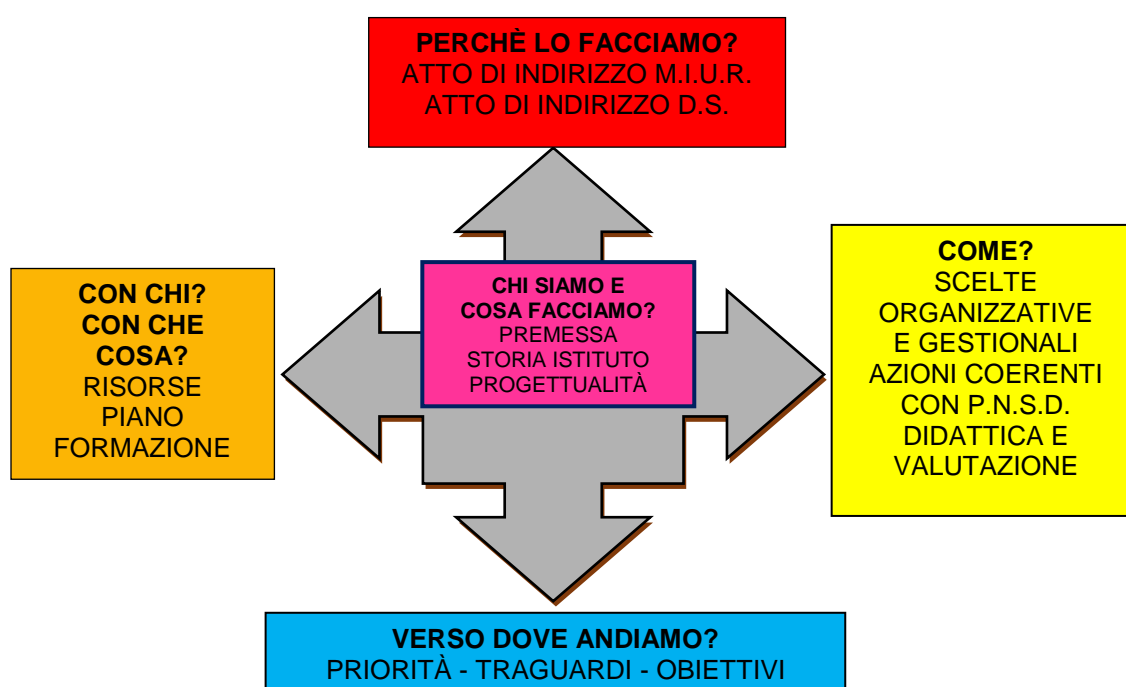 PERCHÈ LO FACCIAMO?
ATTO DI INDIRIZZO M.I.U.R.
ATTO DI INDIRIZZO D.S.
CON CHI?
CON CHE
COSA?
RISORSE
PIANO
FORMAZIONE
CHI SIAMO E
COSA FACCIAMO?
PREMESSA
STORIA ISTITUTO
PROGETTUALITÀ
COME?
SCELTE
ORGANIZZATIVE
E GESTIONALI
AZIONI COERENTI
CON P.N.S.D.
DIDATTICA E
VALUTAZIONE
VERSO DOVE ANDIAMO?
PRIORITÀ - TRAGUARDI - OBIETTIVI